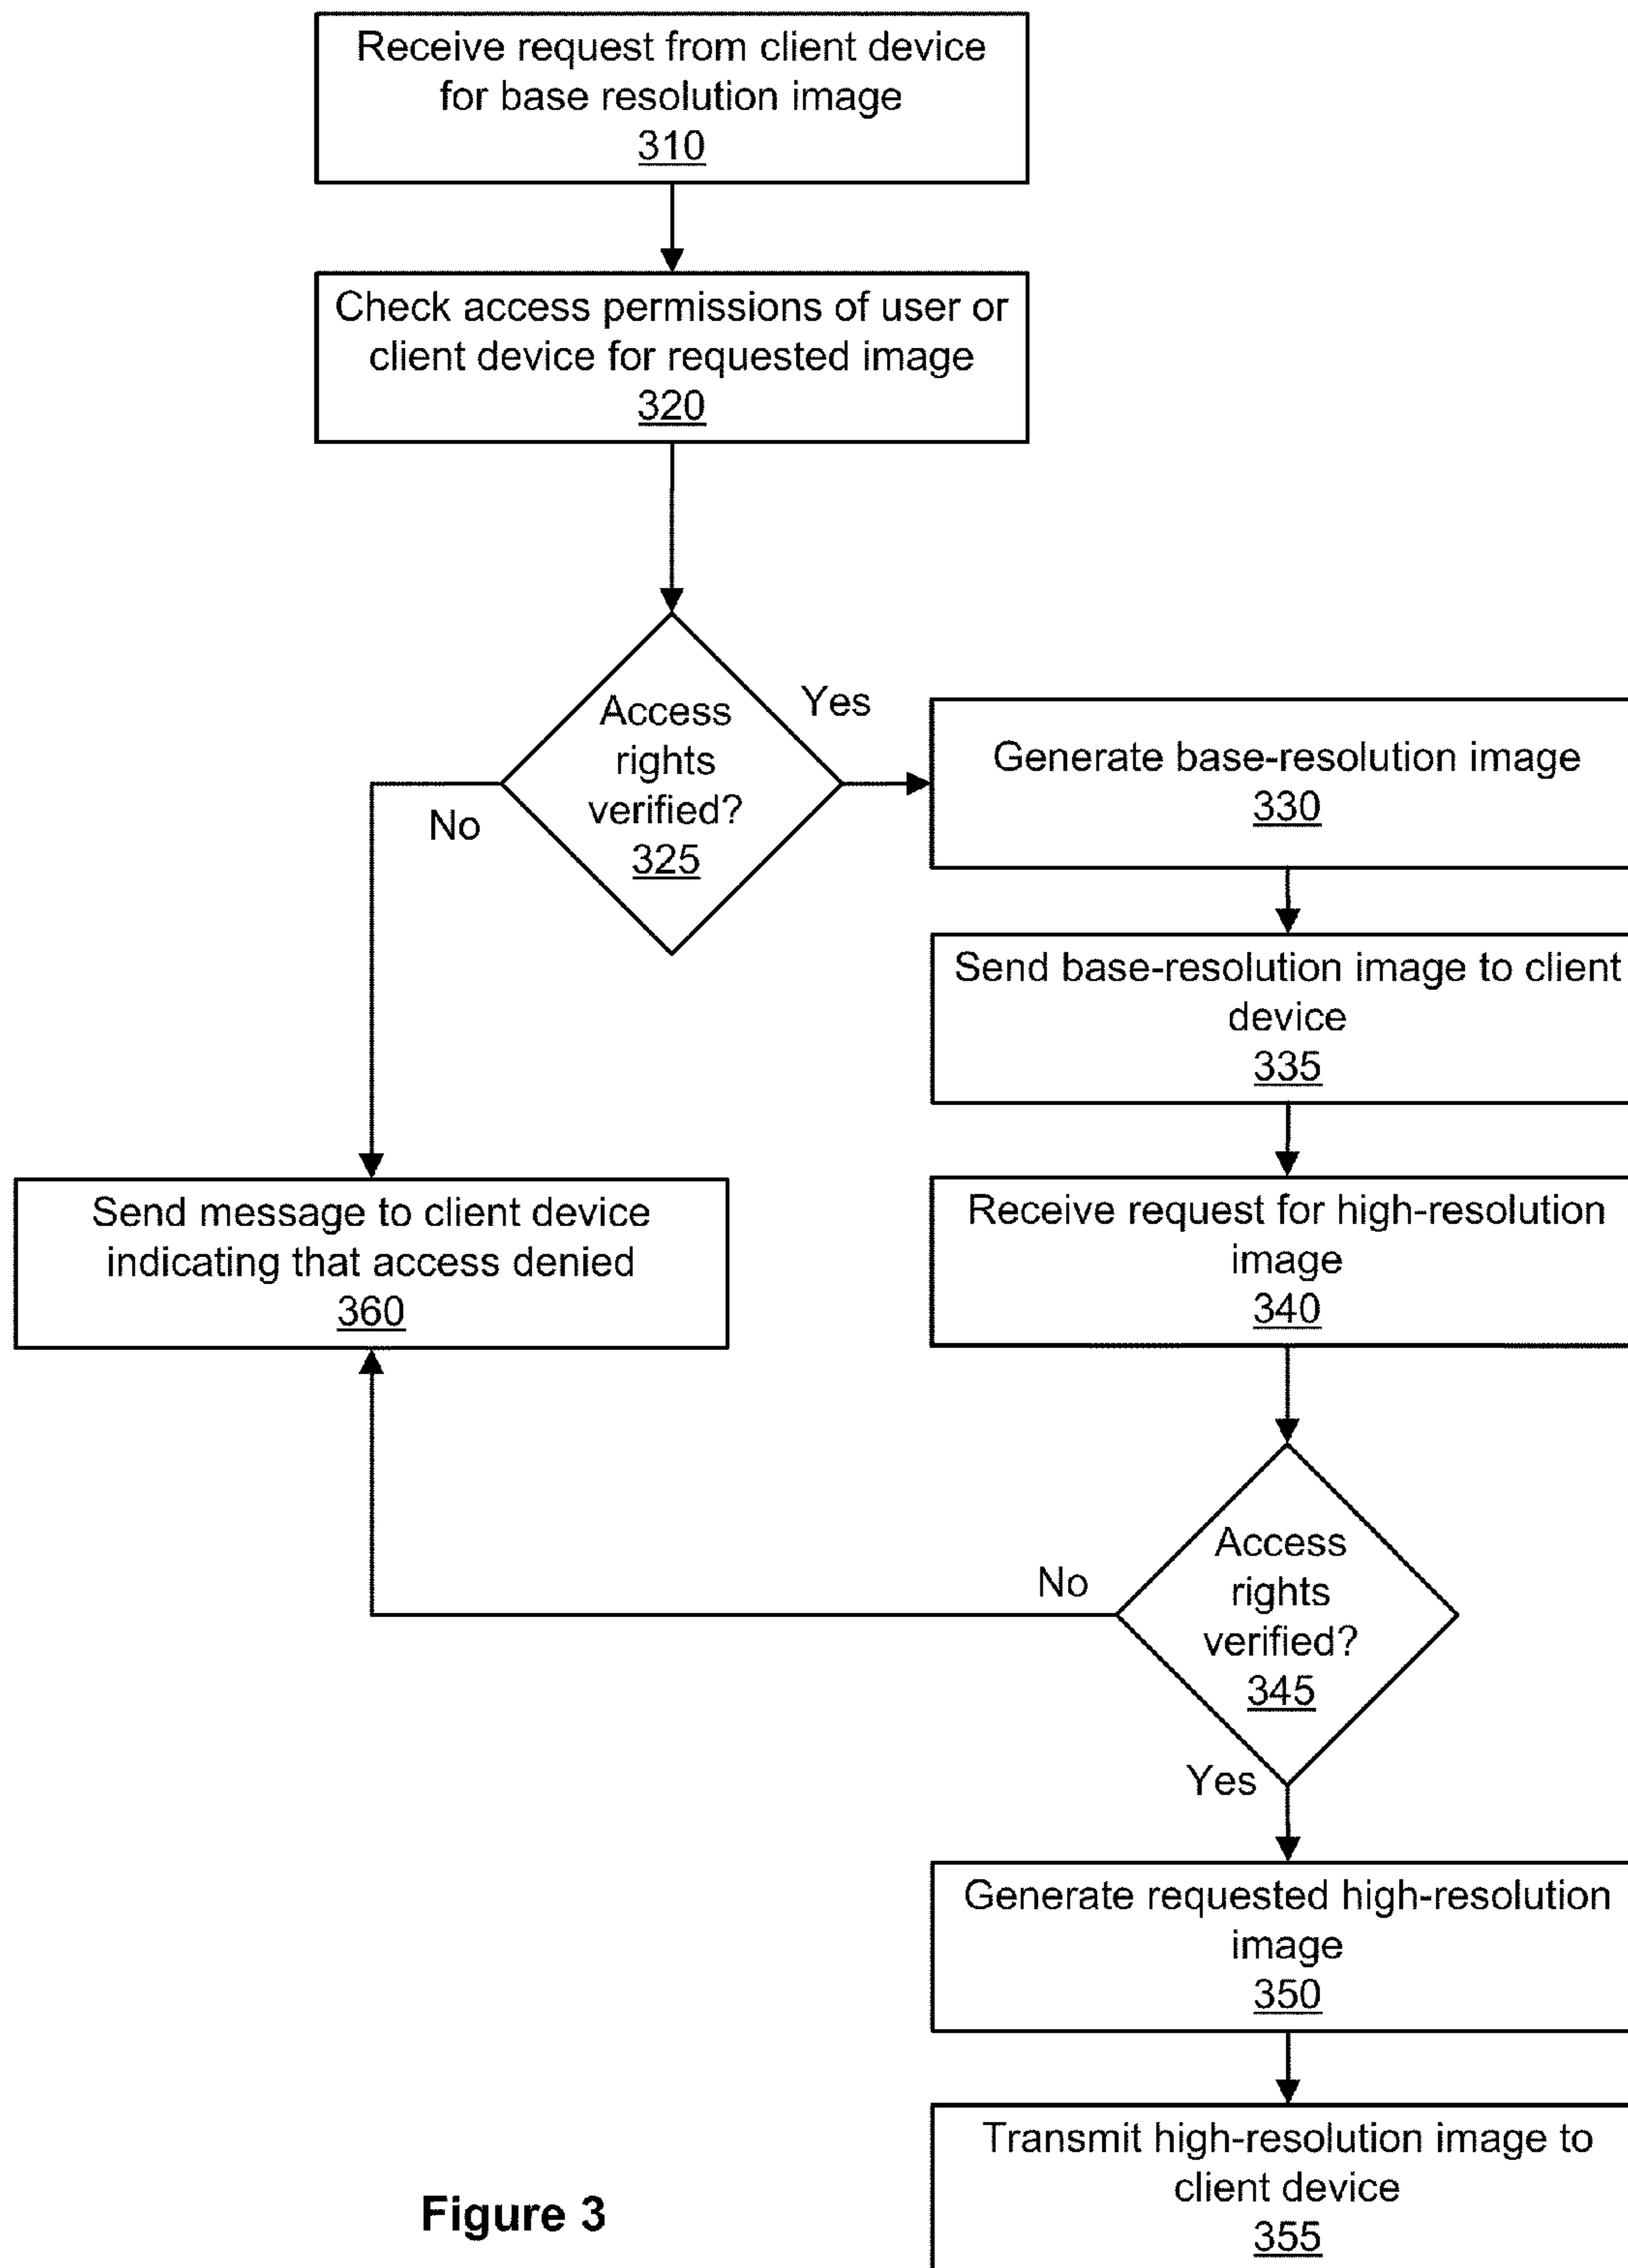 Receive request from client device
for base resolution image
310
Check access permissions of user or
client device for requested image
320
Access
rights
verified?
325
Yes
No
Generate base-resolution image
330
Send base-resolution image to client
device
335
Send message to client device
indicating that access denied
360
Receive request for high-resolution
image
340
Access
rights
verified?
345
No
Yes
Generate requested high-resolution
image
350
Transmit high-resolution image to
client device
355
Figure 3